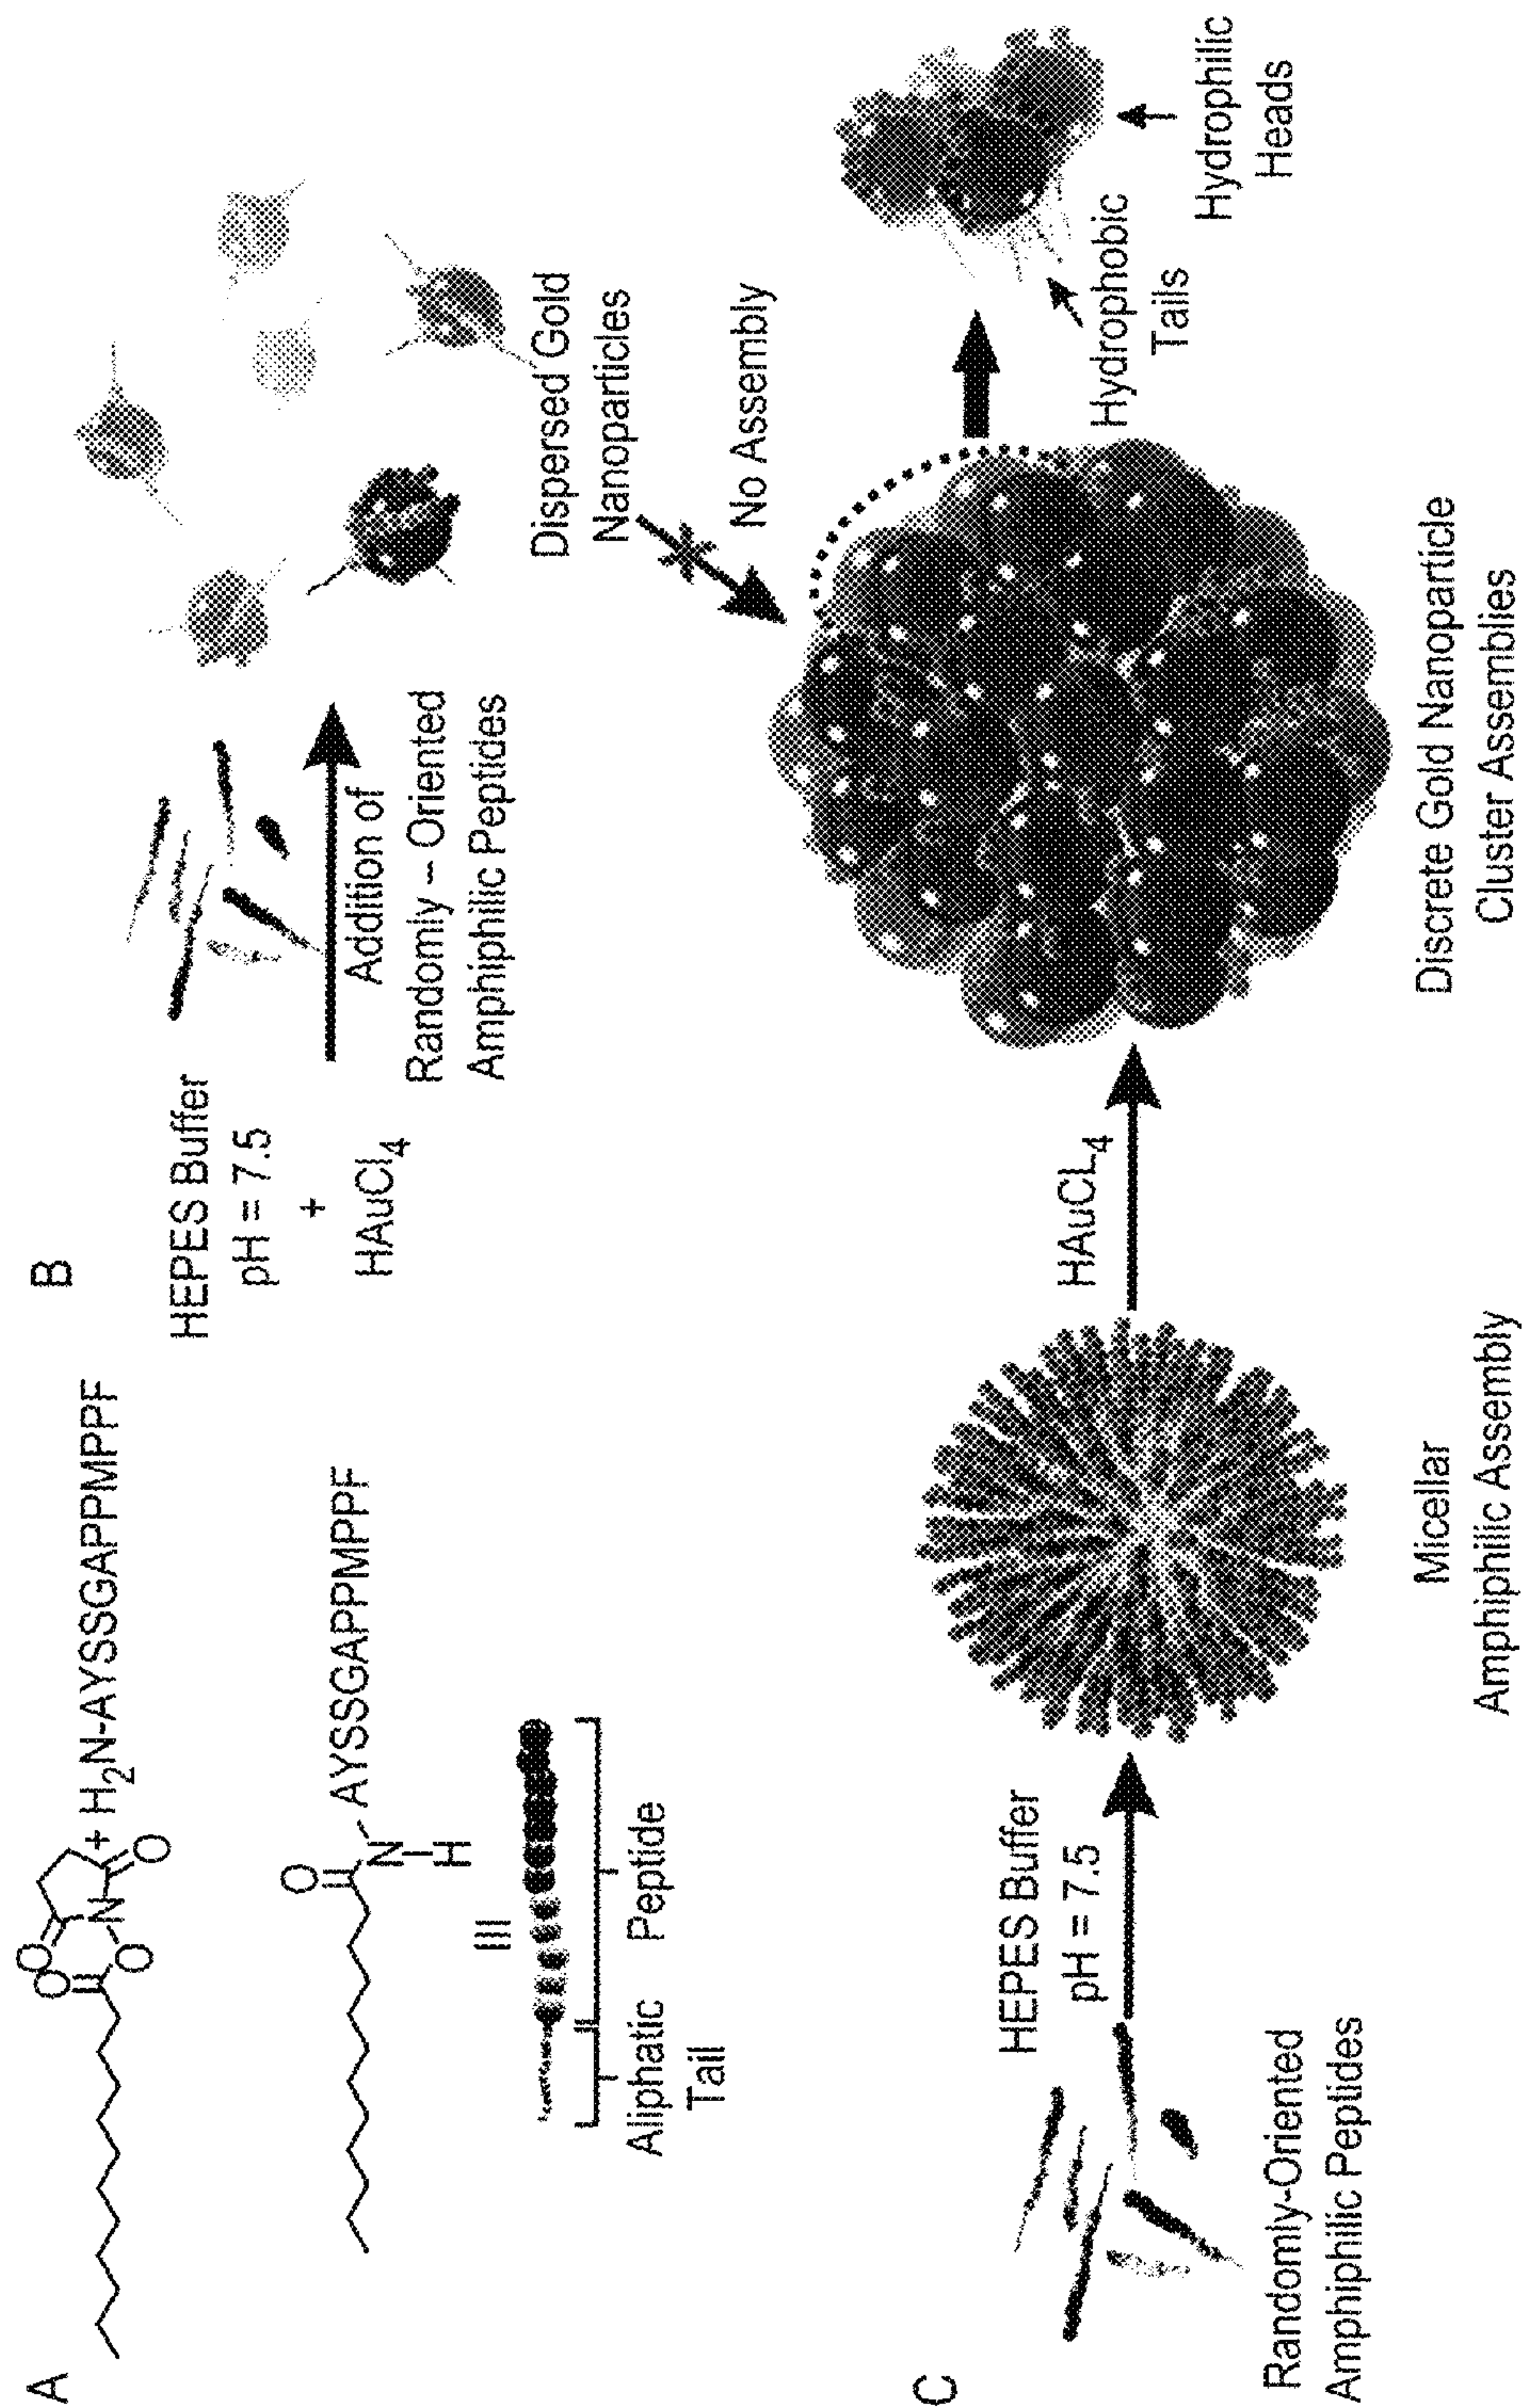 A
+ H2N-AYSSGAPPMPPF
O
O
N
O
O
O
N
H
AYSSGAPPMPPF
III
Aliphatic
Tail
Peptide
B
HEPES Buffer
pH = 7.5
+
HAuCl4
Addition of
Randomly – Oriented
Amphiphilic Peptides
Dispersed Gold
Nanoparticles
No Assembly
C
Randomly-Oriented
Amphiphilic Peptides
HEPES Buffer
pH = 7.5
Micellar
Amphiphilic Assembly
HAuCL4
Discrete Gold Nanoparticle
Cluster Assemblies
Hydrophobic
Tails
Hydrophilic
Heads